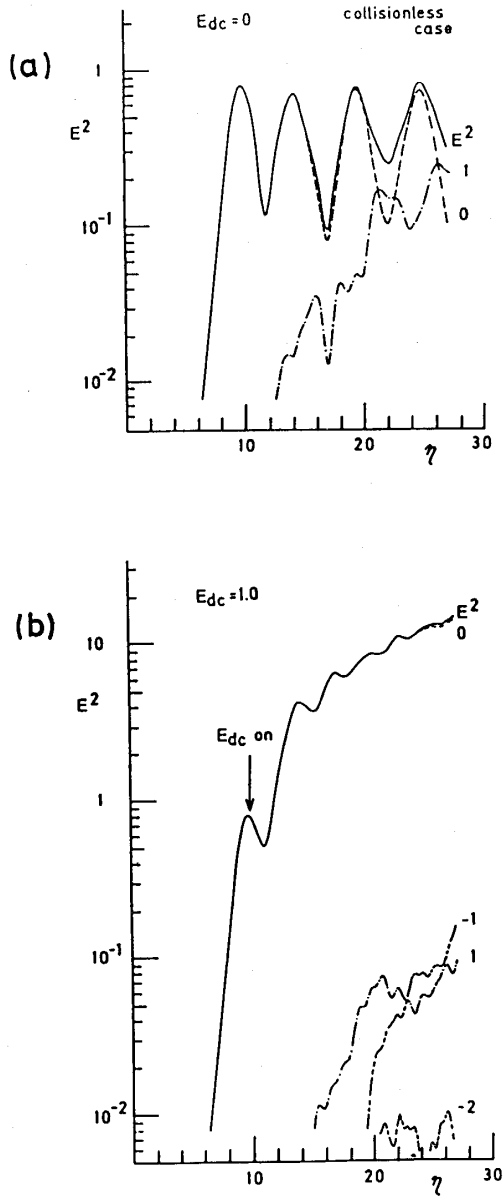 E_dc = 0
collisionless
case
(a)
1
E²
10⁻¹
10⁻²
E²
1
0
10
20
30
η
E_dc = 1.0
(b)
10
E²
1
10⁻¹
10⁻²
E_dc on
E²
0
-1
1
-2
10
20
30
η